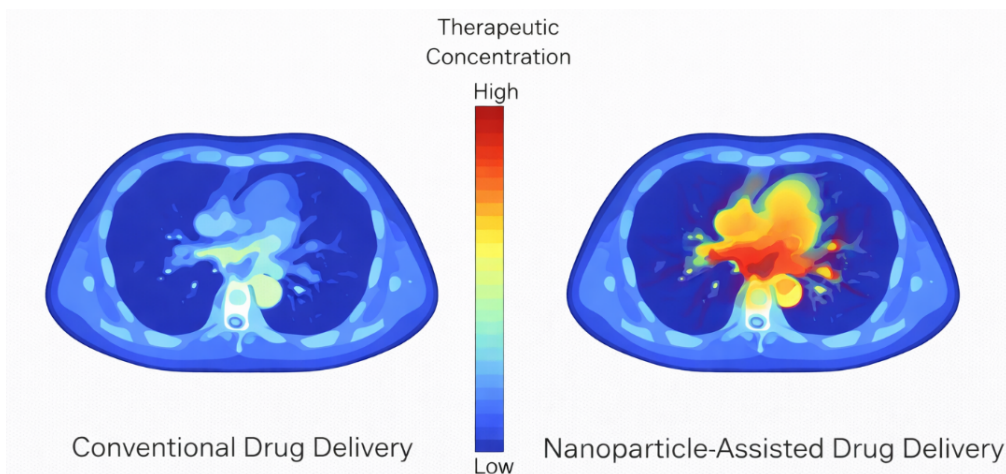 Therapeutic
Concentration
High
Low
Conventional Drug Delivery
Nanoparticle-Assisted Drug Delivery